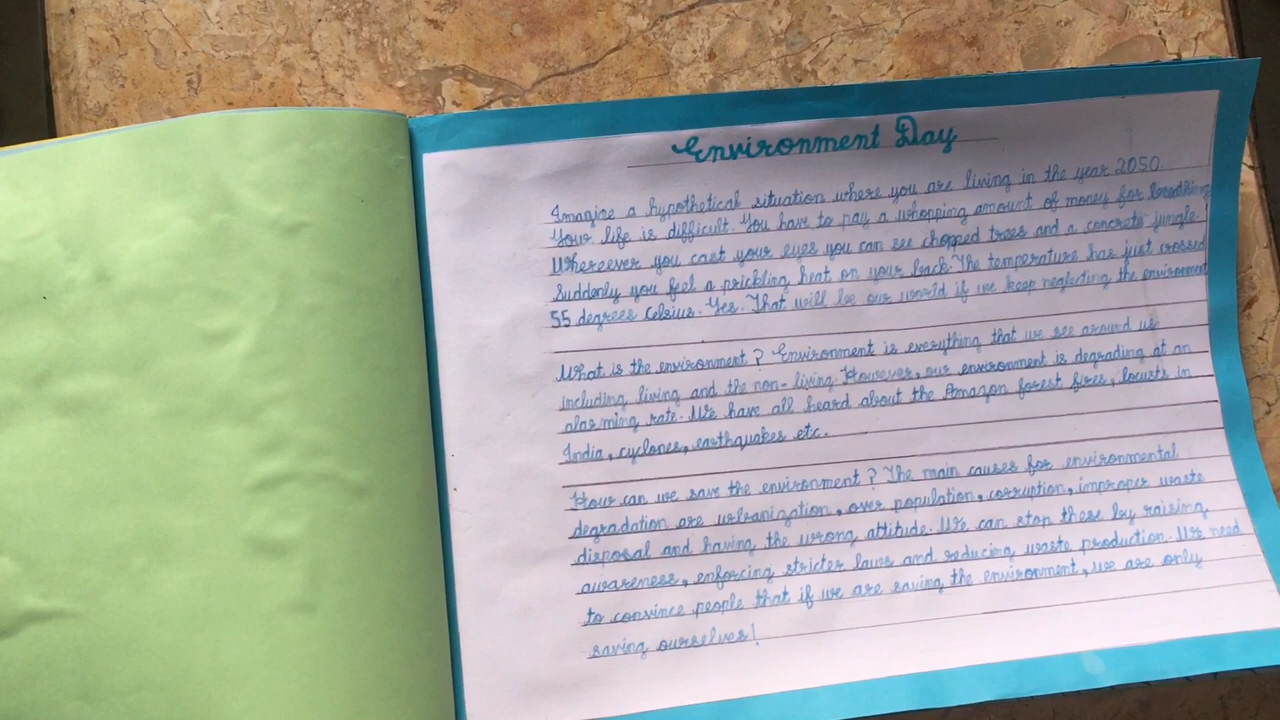 Environment Day
Imagine a hypothetical situation where you are living in the year 2050.
Your life is difficult. You have to pay a whopping amount of money for breathing
Whereever you cast your eyes you can see chopped trees and a concrete jungle.
Suddenly you feel a prickling heat on your back. The temperature has just crossed
55 degrees Celsius. Yes. That will be our world if we keep neglecting the environment
What is the environment? Environment is everything that we see around us
including living and the non-living. However, our environment is degrading at an
alarming rate. We have all heard about the Amazon forest fires, locusts in
India, cyclones, earthquakes etc.
How can we save the environment? The main causes for environmental
degradation are urbanization, over population, corruption, improper waste
disposal and having the wrong attitude. We can stop these by raising
awareness, enforcing stricter laws and reducing waste production. We need
to convince people that if we are saving the environment, we are only
saving ourselves!